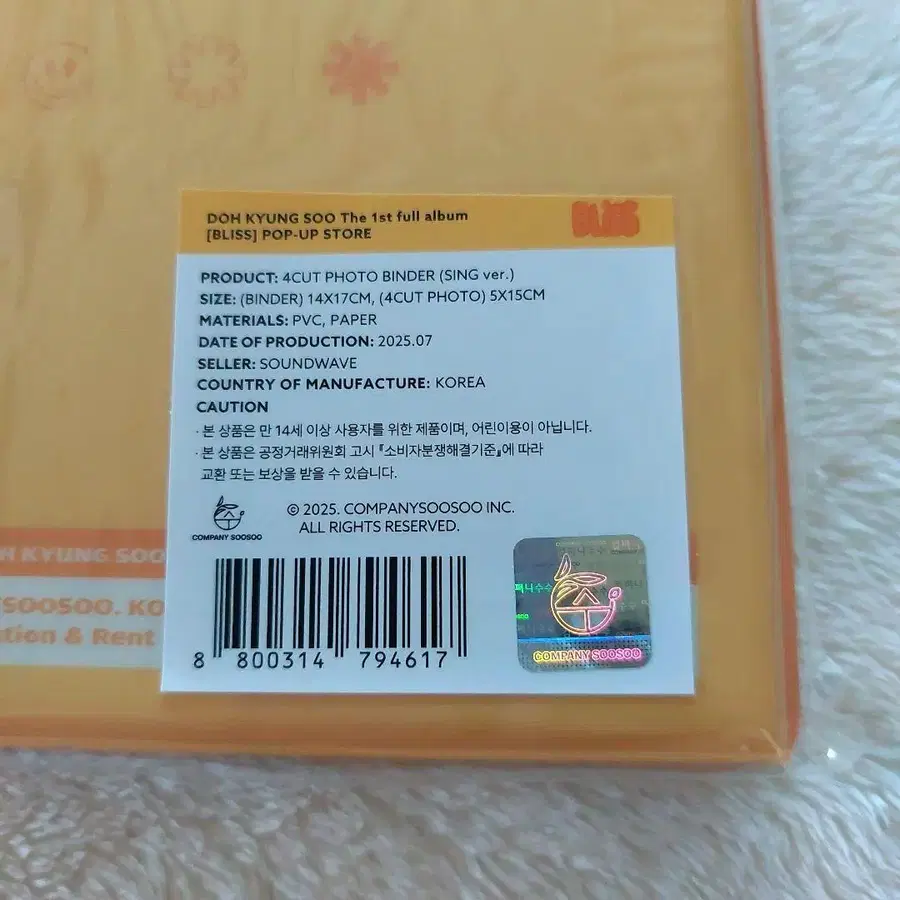 DOH KYUNG SOO The 1st full album
[BLISS] POP-UP STORE
BLISS
PRODUCT: 4CUT PHOTO BINDER (SING ver.)
SIZE: (BINDER) 14X17CM, (4CUT PHOTO) 5X15CM
MATERIALS: PVC, PAPER
DATE OF PRODUCTION: 2025.07
SELLER: SOUNDWAVE
COUNTRY OF MANUFACTURE: KOREA
CAUTION
· 본 상품은 만 14세 이상 사용자를 위한 제품이며, 어린이용이 아닙니다.
· 본 상품은 공정거래위원회 고시 『소비자분쟁해결기준』에 따라
교환 또는 보상을 받을 수 있습니다.
COMPANY SOOSOO
© 2025. COMPANYSOOSOO INC.
ALL RIGHTS RESERVED.
H KYUNG SOO
SOOSOO. KO
tion & Rent
8 800314 794617
퍼니수수
COMPANY SOOSOO